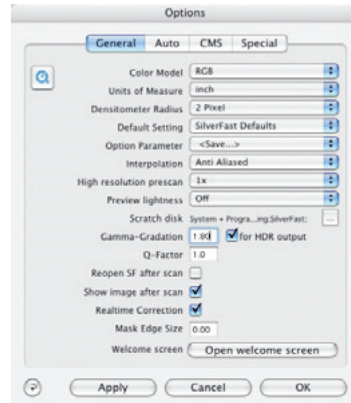 Options
General Auto CMS Special
Color Model RGB
Units of Measure inch
Densitometer Radius 2 Pixel
Default Setting SilverFast Defaults
Option Parameter <Save...>
Interpolation Anti Aliased
High resolution prescan 1x
Preview lightness Off
Scratch disk System + Progra...ing:SilverFast: ...
Gamma-Gradation 1.80 for HDR output
Q-Factor 1.0
Reopen SF after scan
Show image after scan
Realtime Correction
Mask Edge Size 0.00
Welcome screen Open welcome screen
Apply Cancel OK